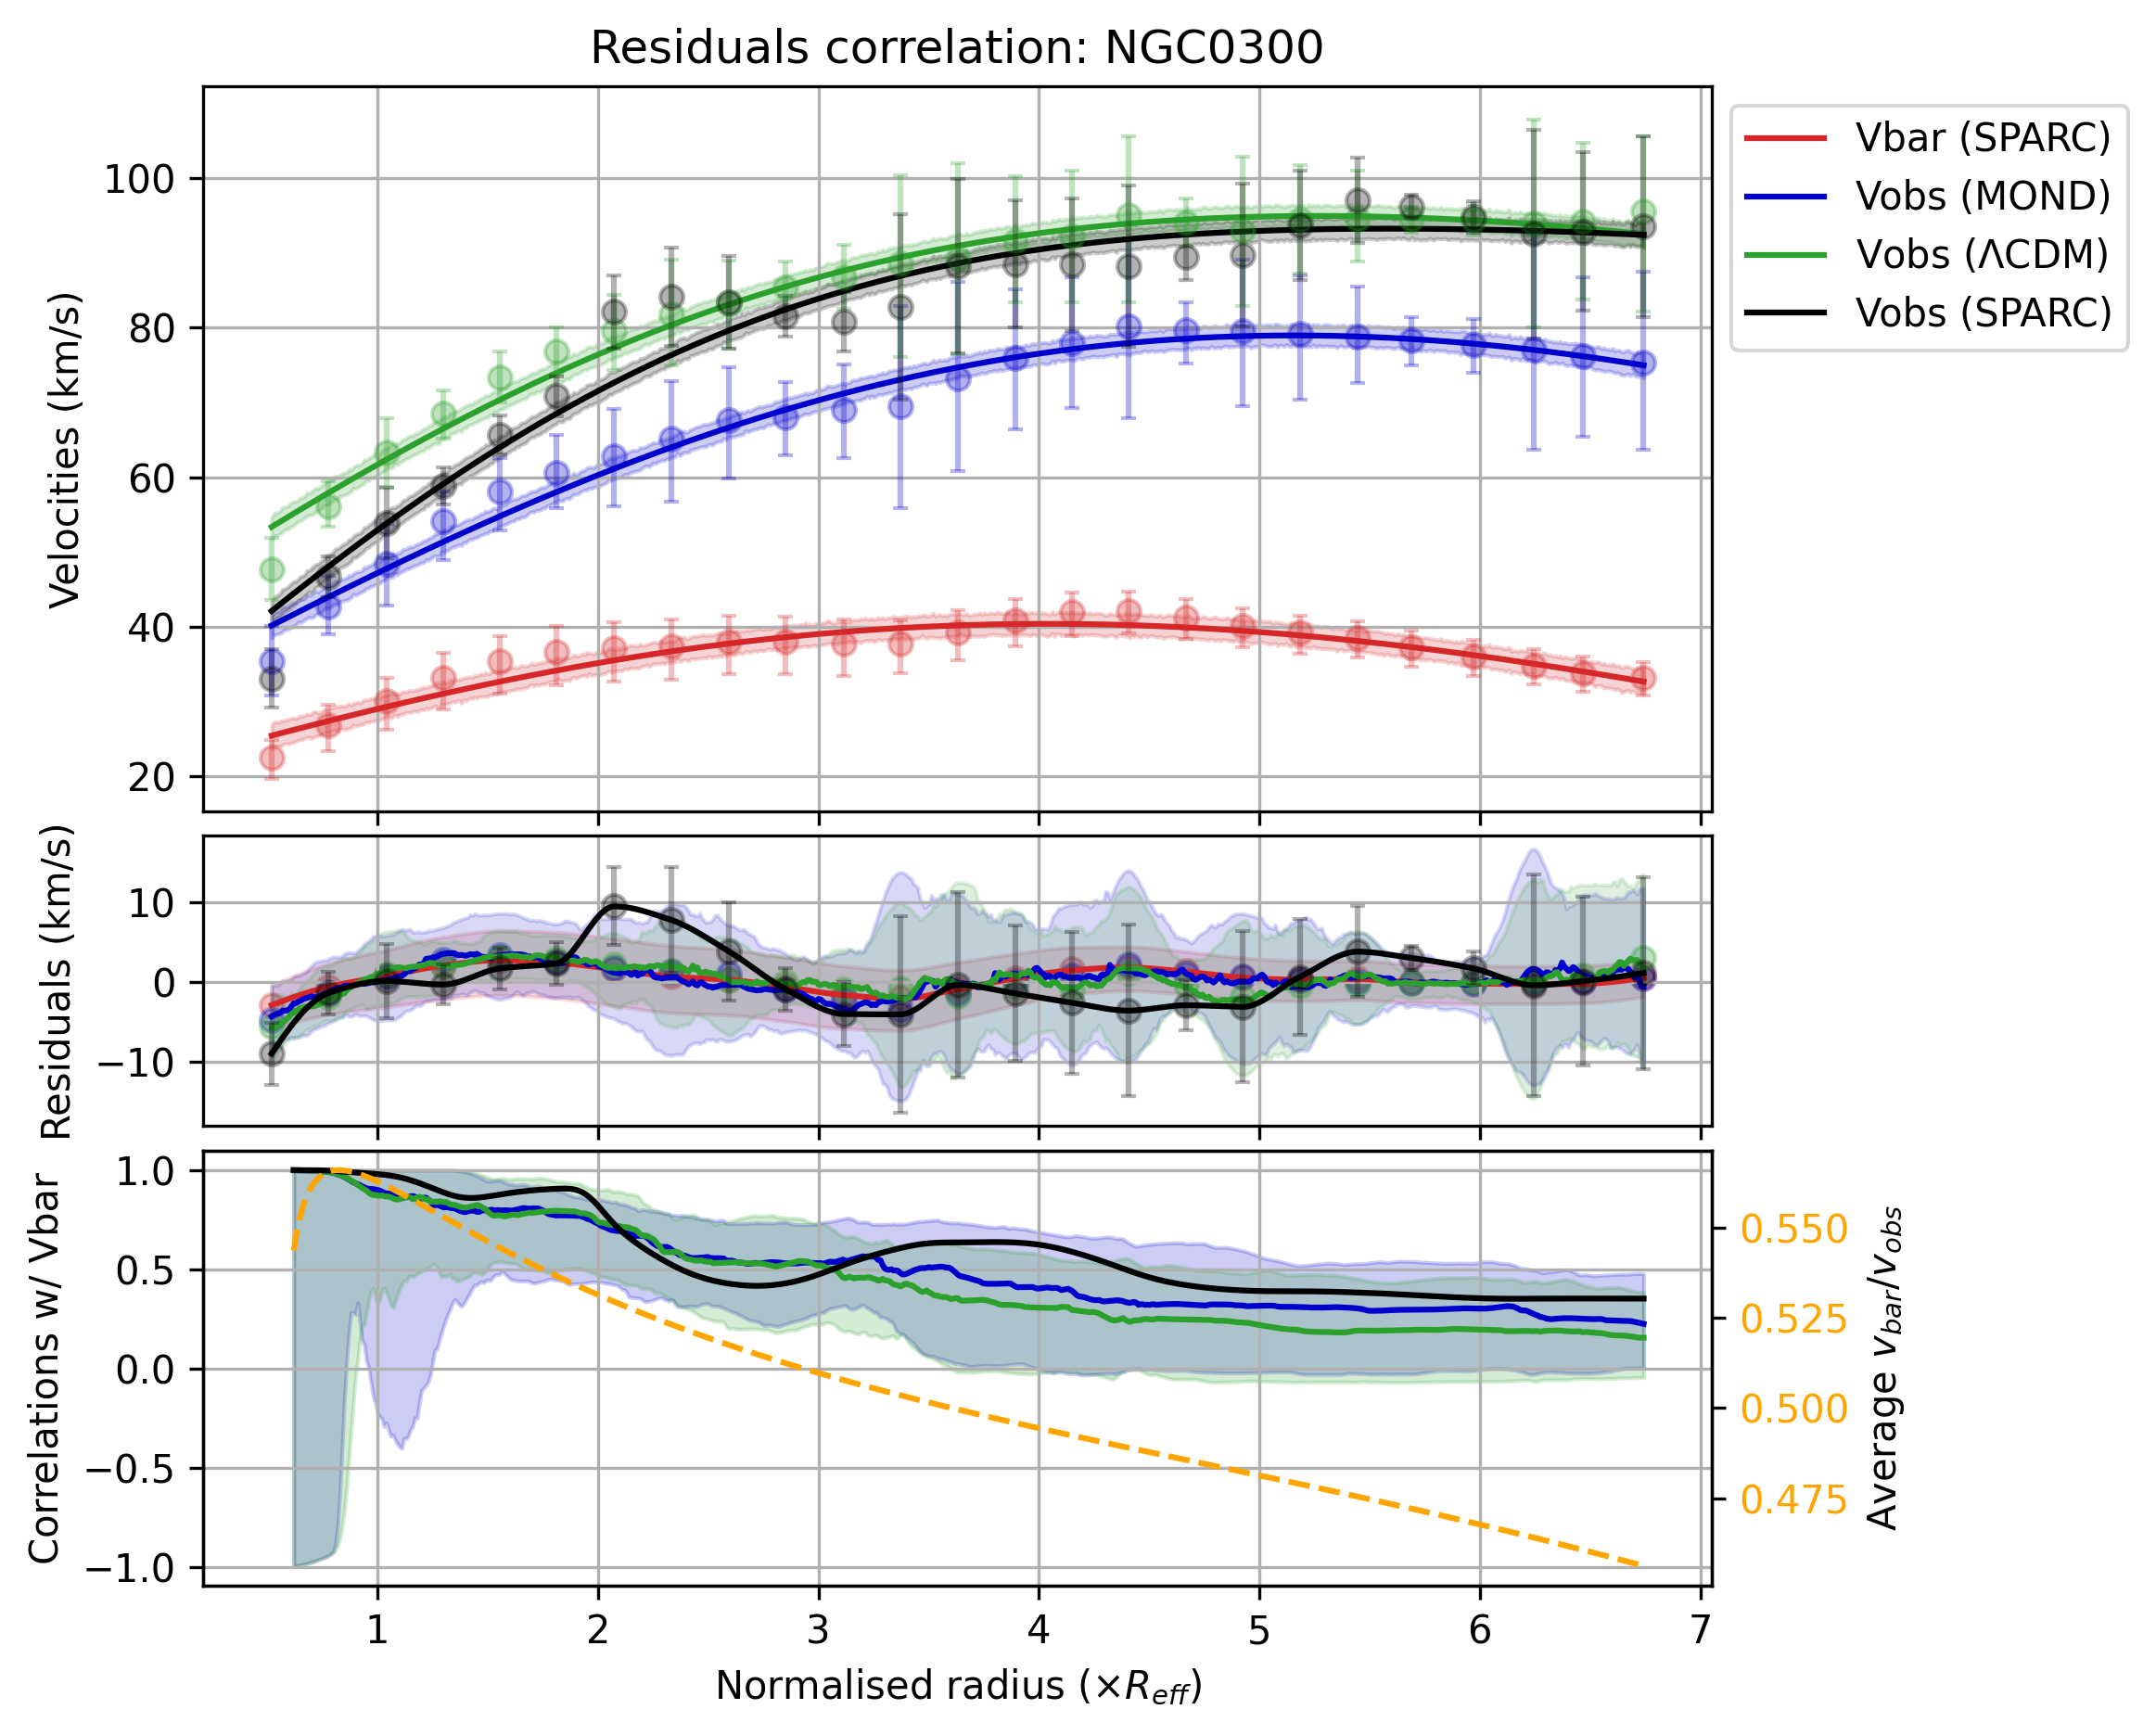 Residuals correlation: NGC0300
Velocities (km/s)
100
80
60
40
20
Vbar (SPARC)
Vobs (MOND)
Vobs (ΛCDM)
Vobs (SPARC)
Residuals (km/s)
10
0
−10
Correlations w/ Vbar
1.0
0.5
0.0
−0.5
−1.0
0.550
0.525
0.500
0.475
Average v_bar/v_obs
1 2 3 4 5 6 7
Normalised radius (×R_eff)